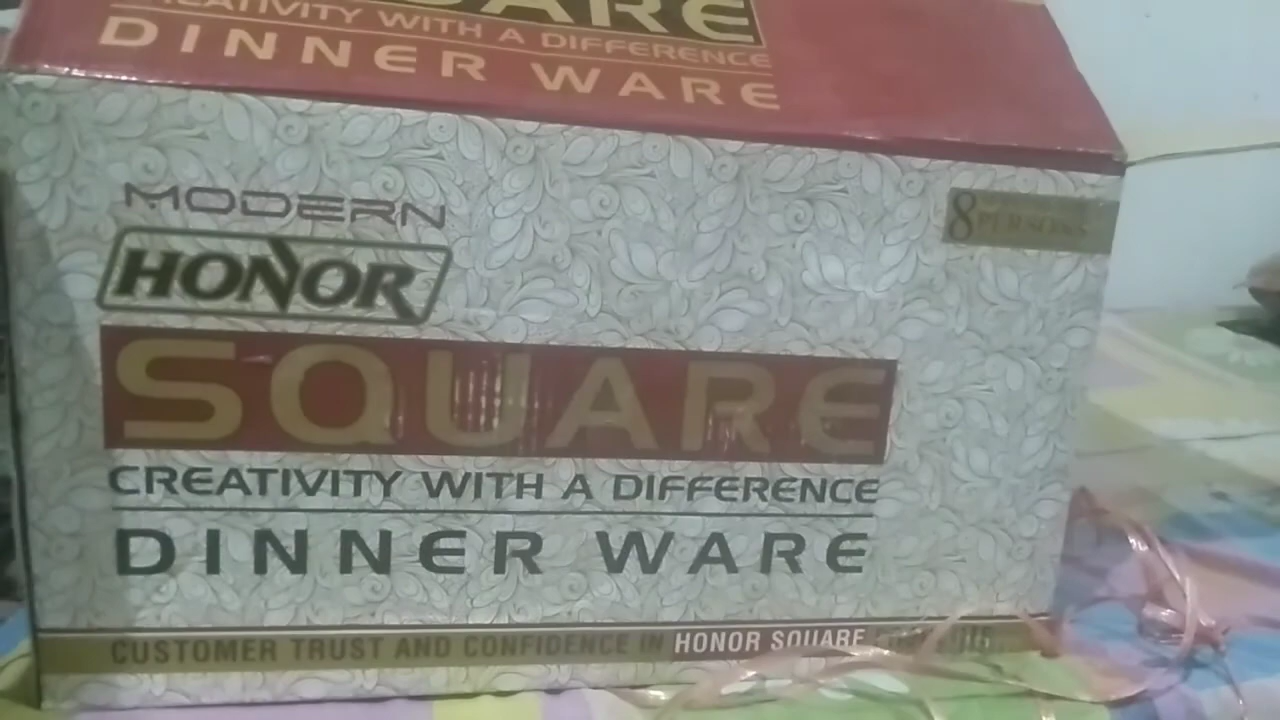 ARE
CREATIVITY WITH A DIFFERENCE
DINNER WARE
MODERN
8 PERSONS
HONOR
SQUARE
CREATIVITY WITH A DIFFERENCE
DINNER WARE
CUSTOMER TRUST AND CONFIDENCE IN HONOR SQUARE